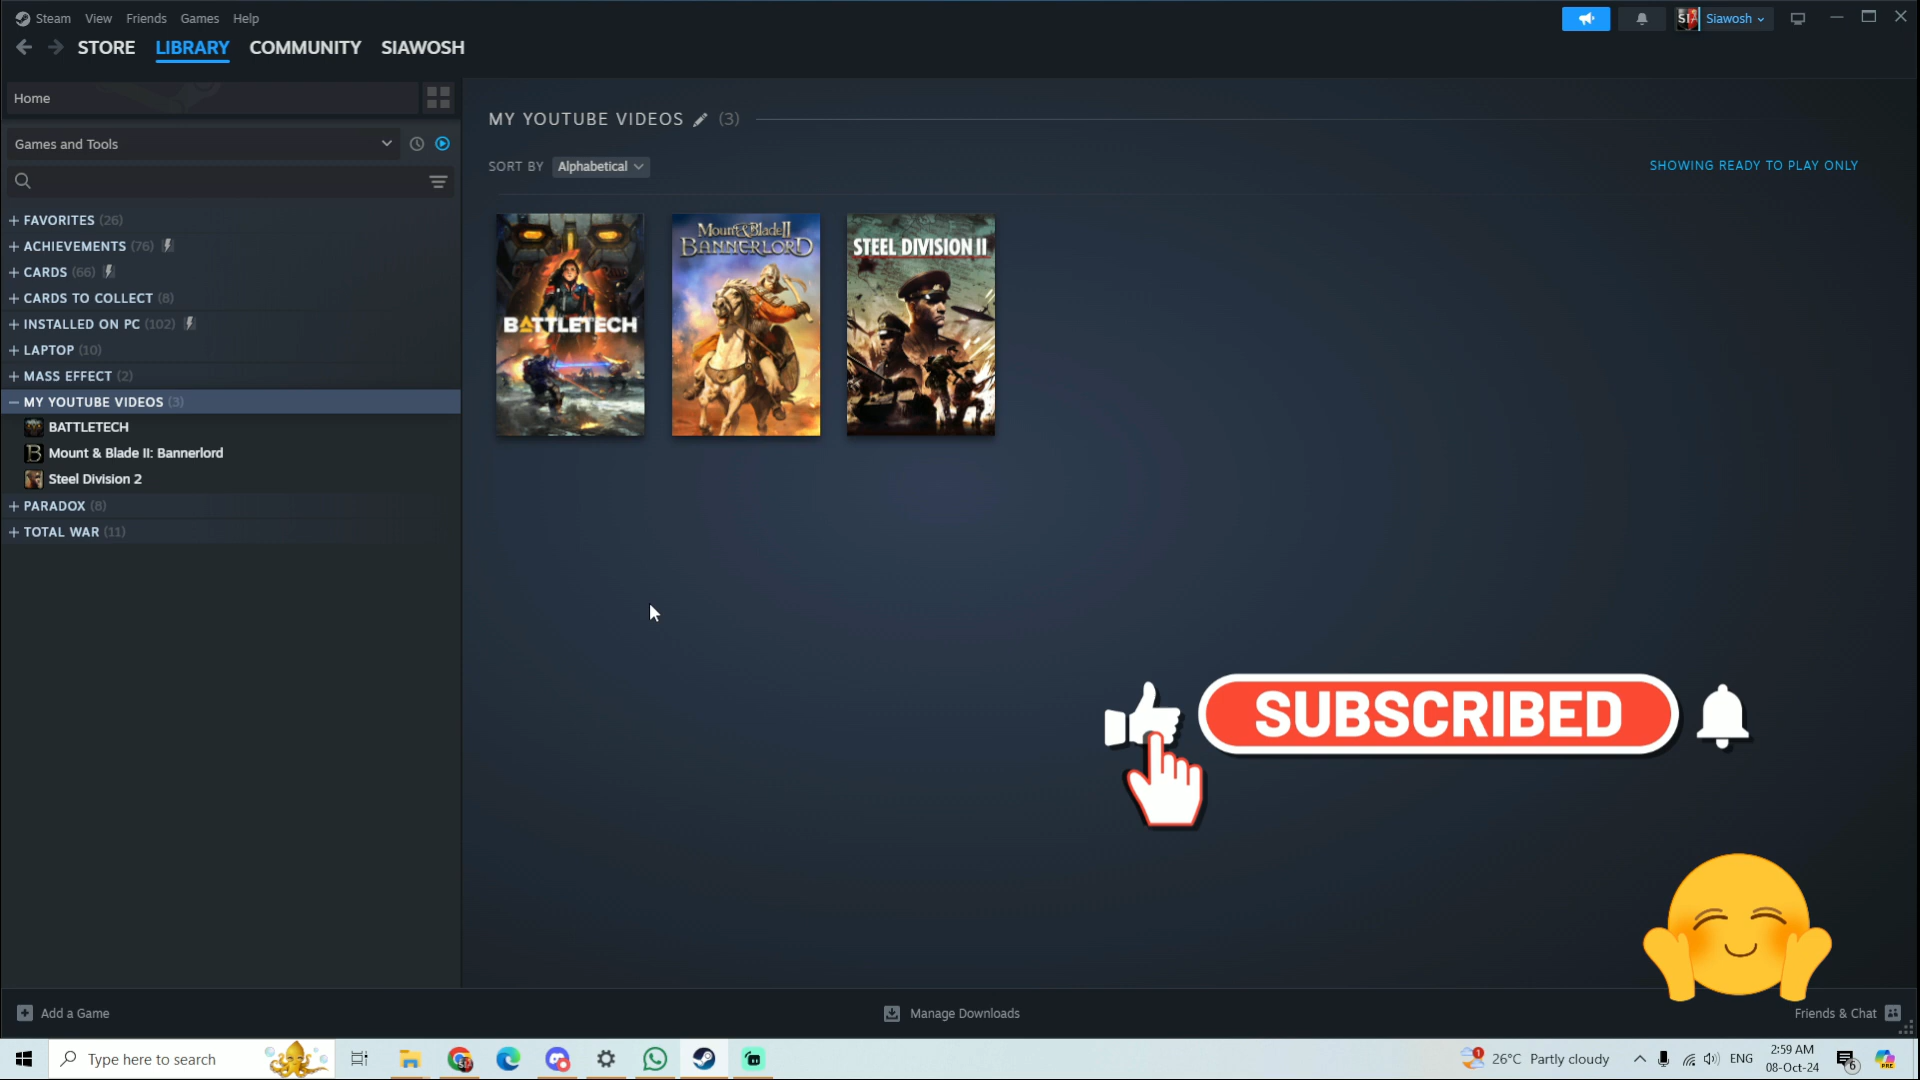 Steam View Friends Games Help
Siawosh
STORE LIBRARY COMMUNITY SIAWOSH
Home
Games and Tools
FAVORITES (26)
ACHIEVEMENTS (76)
CARDS (66)
CARDS TO COLLECT (8)
INSTALLED ON PC (102)
LAPTOP (10)
MASS EFFECT (2)
MY YOUTUBE VIDEOS (3)
BATTLETECH
Mount & Blade II: Bannerlord
Steel Division 2
PARADOX (8)
TOTAL WAR (11)
MY YOUTUBE VIDEOS (3)
SORT BY Alphabetical
SHOWING READY TO PLAY ONLY
BATTLETECH
Mount & Blade II
BANNERLORD
STEEL DIVISION II
SUBSCRIBED
Add a Game
Manage Downloads
Friends & Chat
Type here to search
1
26°C Partly cloudy
ENG
2:59 AM
08-Oct-24
6
PRE